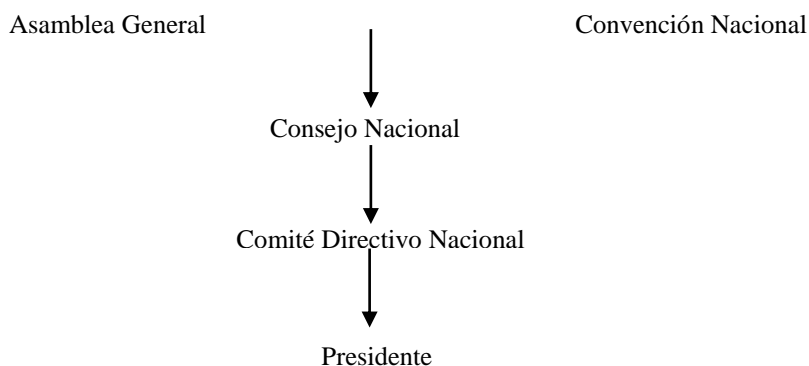 Asamblea General Convención Nacional
Consejo Nacional
Comité Directivo Nacional
Presidente